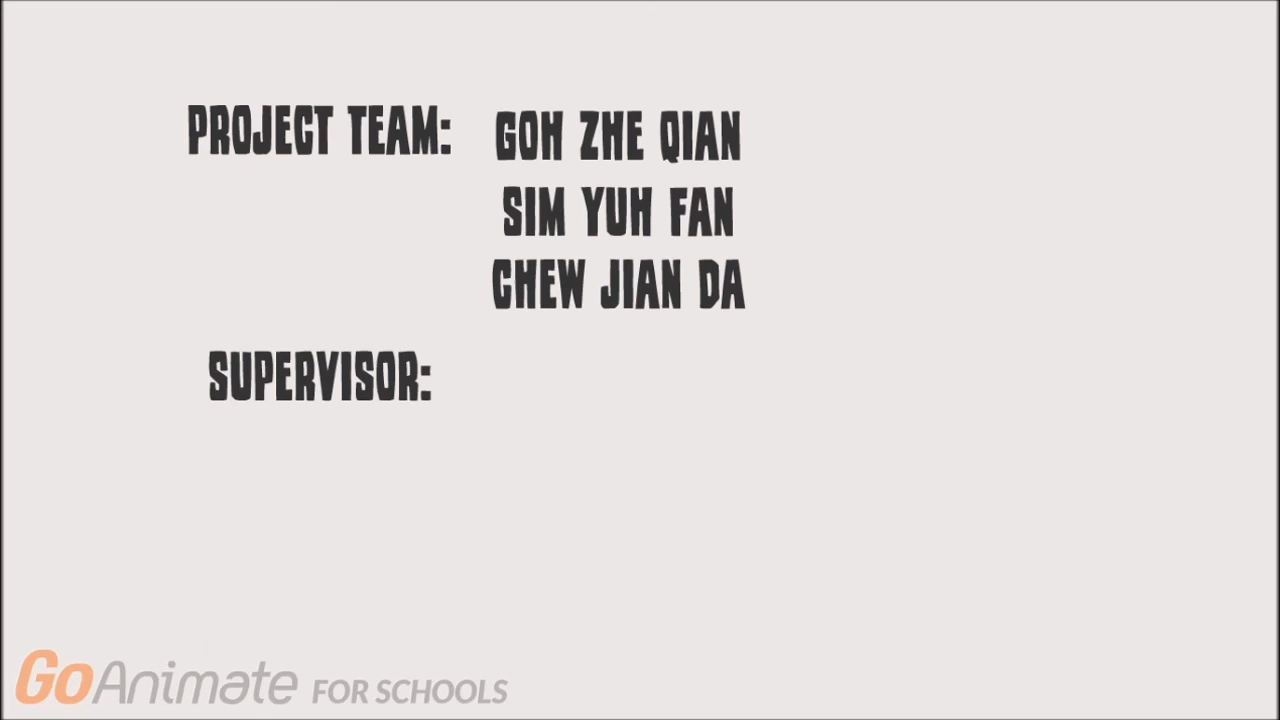 PROJECT TEAM: GOH ZHE QIAN
SIM YUH FAN
CHEW JIAN DA
SUPERVISOR:
GoAnimate FOR SCHOOLS